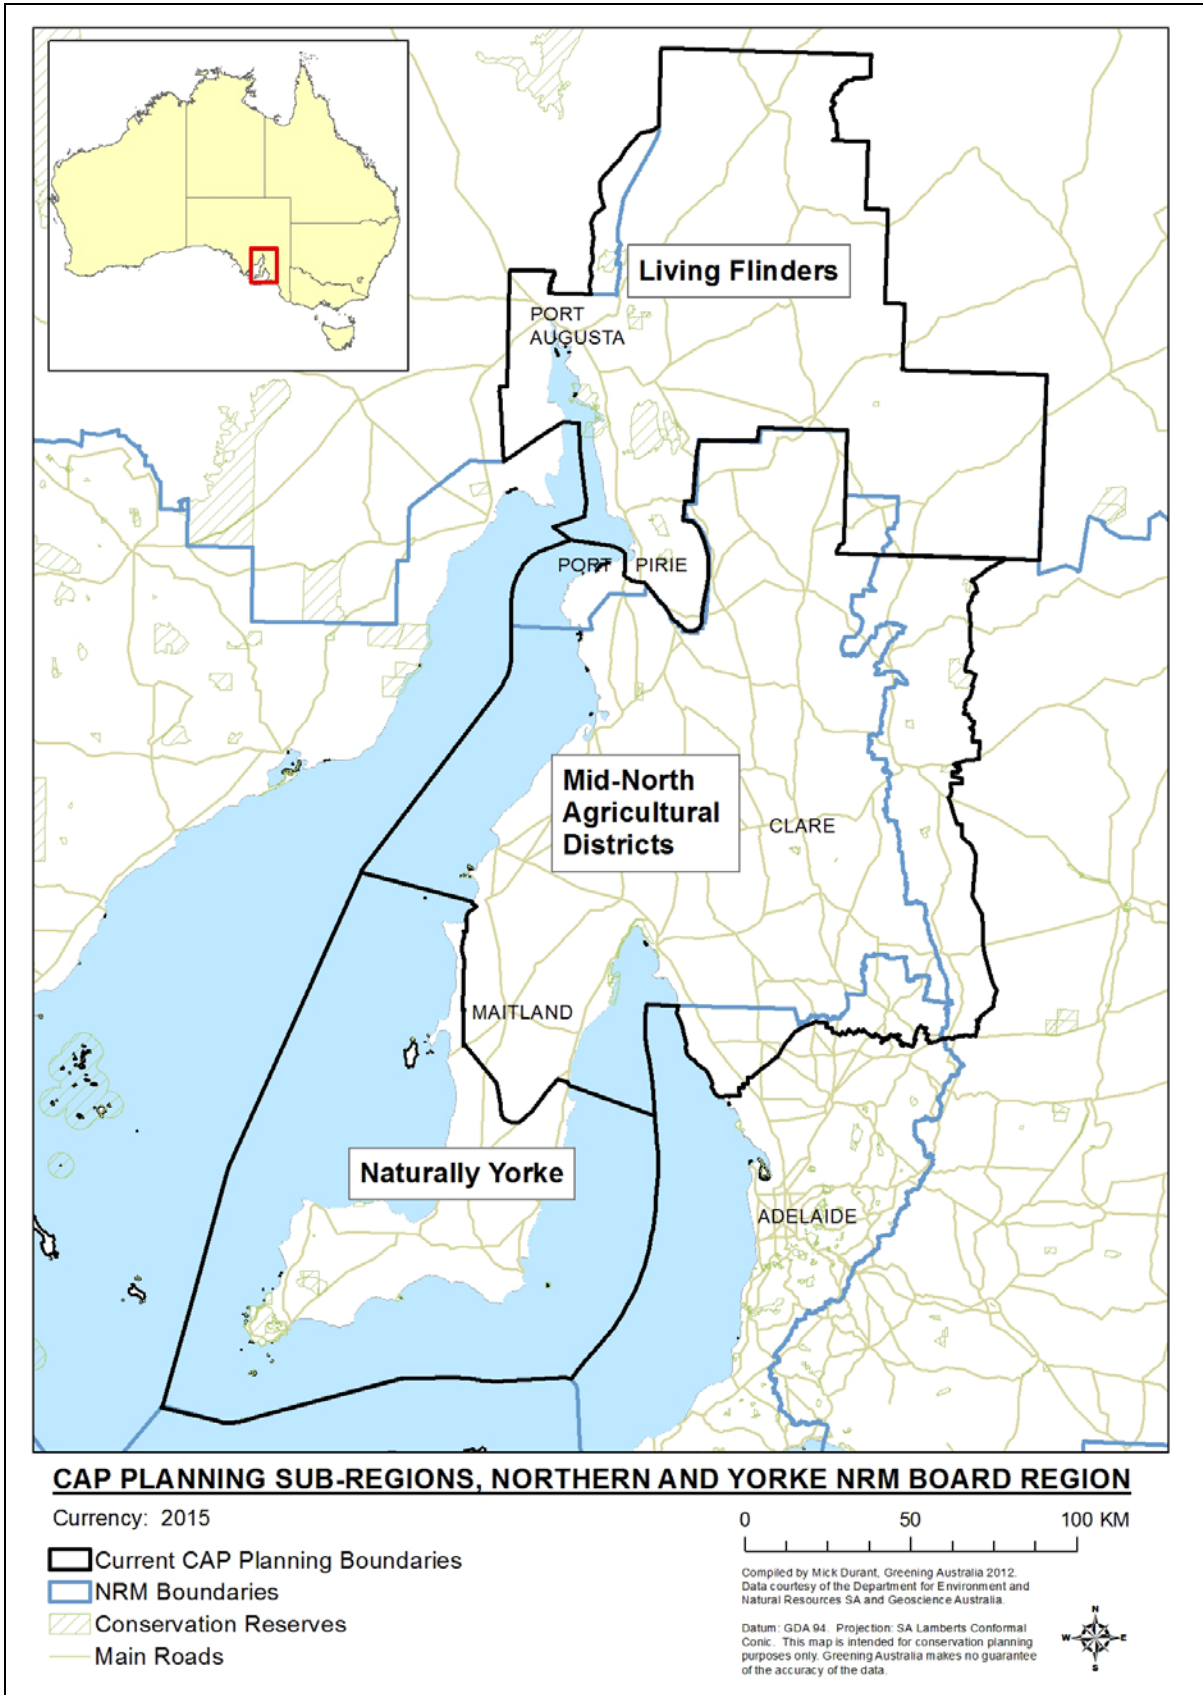 Living Flinders
PORT
AUGUSTA
PORT PIRIE
Mid-North
Agricultural
Districts
CLARE
MAITLAND
Naturally Yorke
ADELAIDE
CAP PLANNING SUB-REGIONS, NORTHERN AND YORKE NRM BOARD REGION
Currency: 2015
0 50 100 KM
Current CAP Planning Boundaries
NRM Boundaries
Conservation Reserves
Main Roads
Compiled by Mick Durant, Greening Australia 2012.
Data courtesy of the Department for Environment and
Natural Resources SA and Geoscience Australia.
Datum: GDA 94. Projection: SA Lamberts Conformal
Conic. This map is intended for conservation planning
purposes only. Greening Australia makes no guarantee
of the accuracy of the data.
N
W E
S